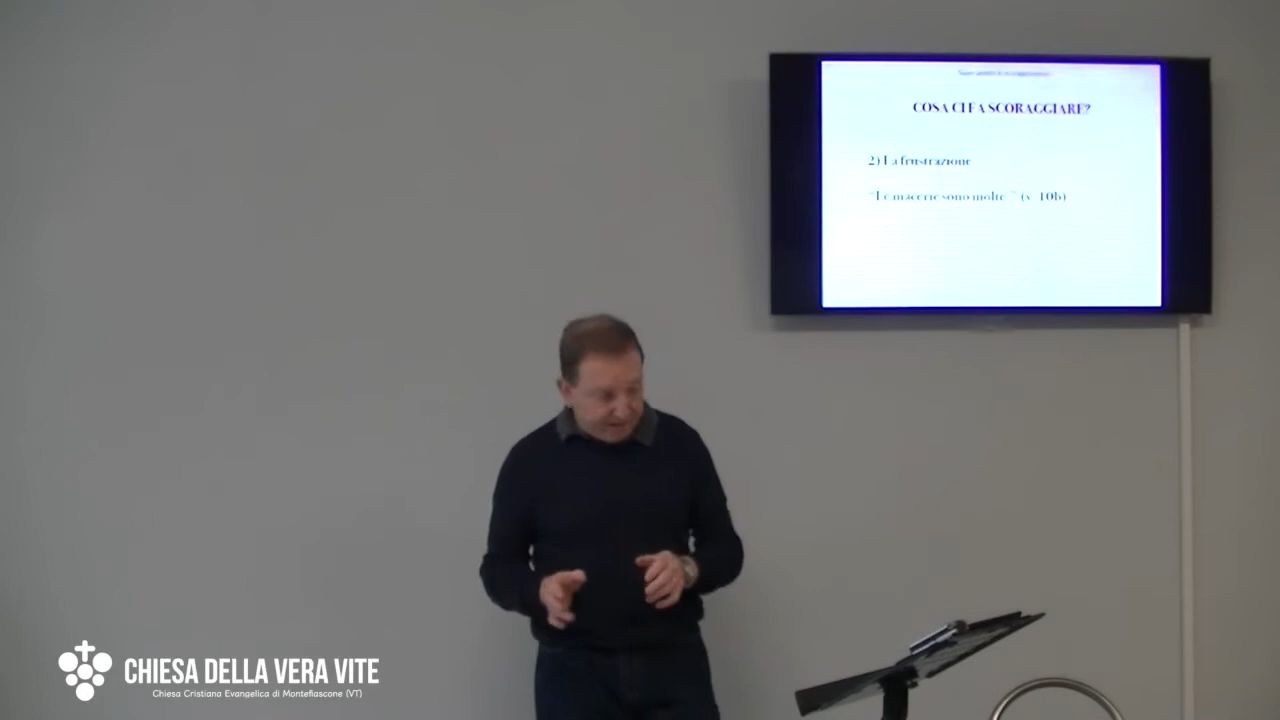 COSA CI FA SCORAGGIARE?
2) La frustrazione
“Le macerie sono molte ” (v 10b)
CHIESA DELLA VERA VITE
Chiesa Cristiana Evangelica di Montefiascone (VT)